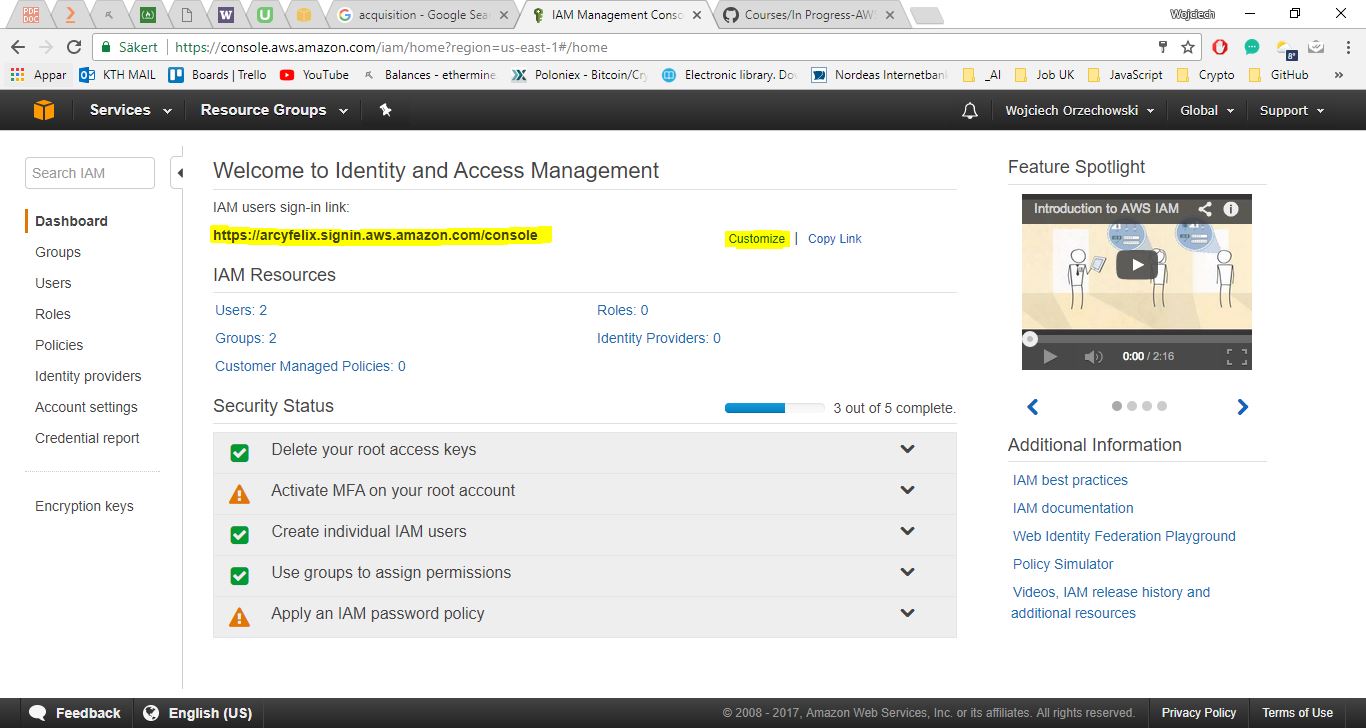 PDF DOC
W
U
acquisition - Google Sea
IAM Management Conso
Courses/In Progress-AWS
Wojciech
Säkert
https://console.aws.amazon.com/iam/home?region=us-east-1#/home
8°
Appar
KTH MAIL
Boards | Trello
YouTube
Balances - ethermine
Poloniex - Bitcoin/Cry
Electronic library. Do
Nordeas Internetbank
_AI
Job UK
JavaScript
Crypto
GitHub
»
Services
Resource Groups
Wojciech Orzechowski
Global
Support
Search IAM
Dashboard
Groups
Users
Roles
Policies
Identity providers
Account settings
Credential report
Encryption keys
Welcome to Identity and Access Management
IAM users sign-in link:
https://arcyfelix.signin.aws.amazon.com/console
Customize | Copy Link
IAM Resources
Users: 2
Roles: 0
Groups: 2
Identity Providers: 0
Customer Managed Policies: 0
Security Status
3 out of 5 complete.
Delete your root access keys
Activate MFA on your root account
Create individual IAM users
Use groups to assign permissions
Apply an IAM password policy
Feature Spotlight
Introduction to AWS IAM
0:00 / 2:16
Additional Information
IAM best practices
IAM documentation
Web Identity Federation Playground
Policy Simulator
Videos, IAM release history and
additional resources
Feedback
English (US)
© 2008 - 2017, Amazon Web Services, Inc. or its affiliates. All rights reserved.
Privacy Policy
Terms of Use